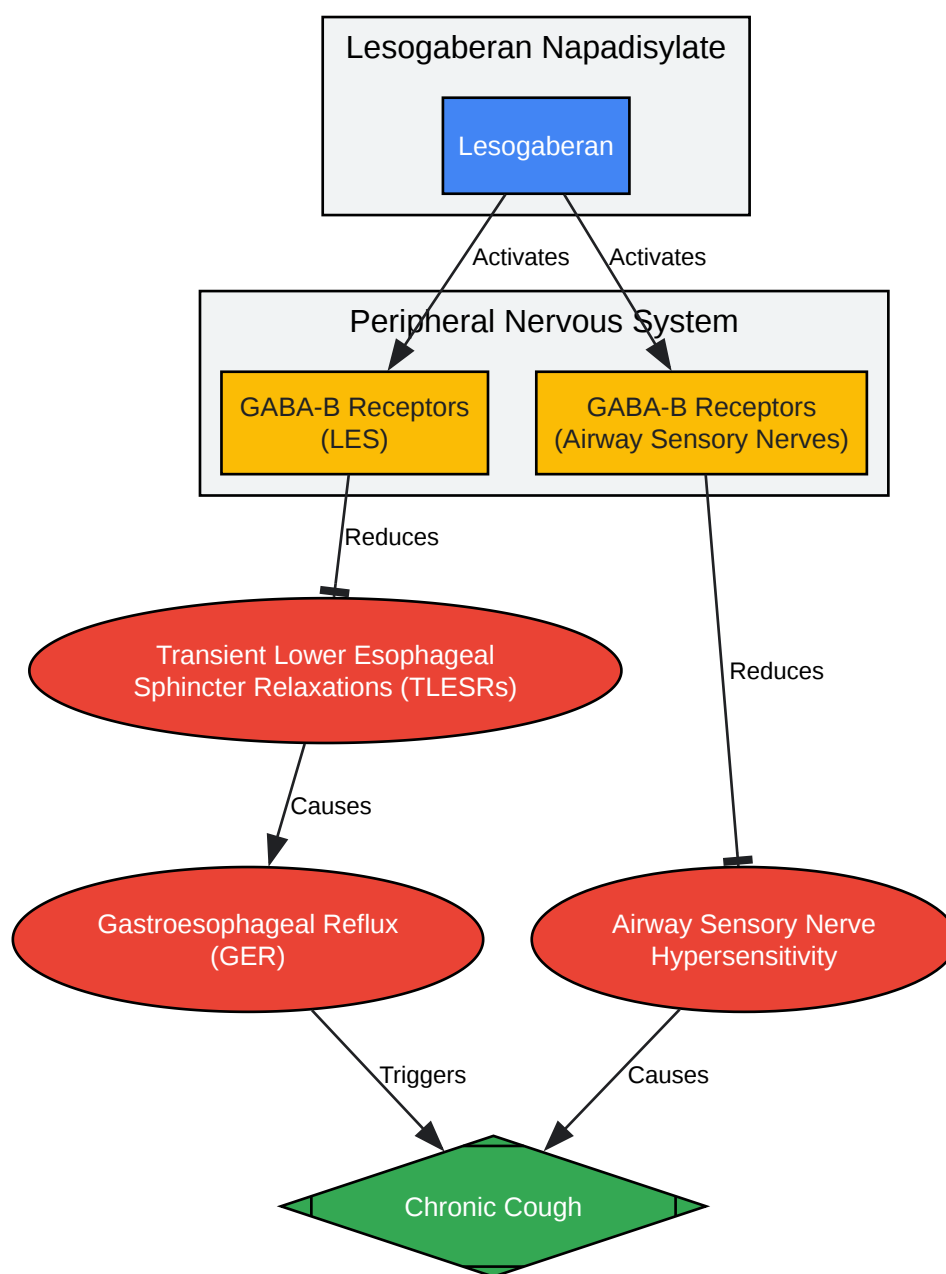 Lesogaberan Napadisylate
Lesogaberan
Activates
Activates
Peripheral Nervous System
GABA-B Receptors
(LES)
GABA-B Receptors
(Airway Sensory Nerves)
Reduces
Transient Lower Esophageal
Sphincter Relaxations (TLESRs)
Reduces
Causes
Gastroesophageal Reflux
(GER)
Airway Sensory Nerve
Hypersensitivity
Triggers
Causes
Chronic Cough